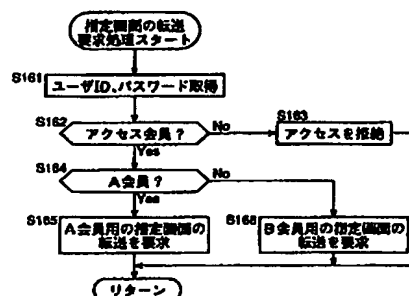 指定画面の転送
要求処理スタート
S161
ユーザID、パスワード取得
S162
アクセス会員？
No
S163
アクセスを拒絶
Yes
S164
A会員？
No
Yes
S165
A会員用の指定画面の
転送を要求
S166
B会員用の指定画面の
転送を要求
リターン